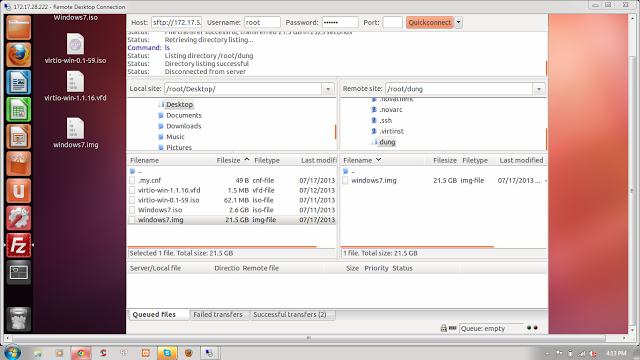 172.17.28.222 - Remote Desktop Connection
Windows7.iso
virtio-win-0.1-59.iso
virtio-win-1.1.16.vfd
windows7.img
Host: sftp://172.17.5. Username: root Password: •••••• Port: Quickconnect
Status: File transfer successful, transferred 21.5 GB in 2525 seconds
Status: Retrieving directory listing...
Command: ls
Status: Listing directory /root/dung
Status: Directory listing successful
Status: Disconnected from server
Local site: /root/Desktop/
Desktop
Documents
Downloads
Music
Pictures
Remote site: /root/dung
.novaclient
.novarc
.ssh
.virtinst
dung
Filename Filesize Filetype Last modifi
..
.my.cnf 49 B cnf-file 07/17/2013
virtio-win-1.1.16.vfd 1.5 MB vfd-file 07/12/2013
virtio-win-0.1-59.iso 62.1 MB iso-file 07/11/2013
Windows7.iso 2.6 GB iso-file 07/11/2013
windows7.img 21.5 GB img-file 07/17/2013
Selected 1 file. Total size: 21.5 GB
Filename Filesize Filetype Last modified
..
windows7.img 21.5 GB img-file 07/17/2013 ...
1 file. Total size: 21.5 GB
Server/Local file Directio Remote file Size Priority Status
Queued files Failed transfers Successful transfers (2)
Queue: empty
4:13 PM